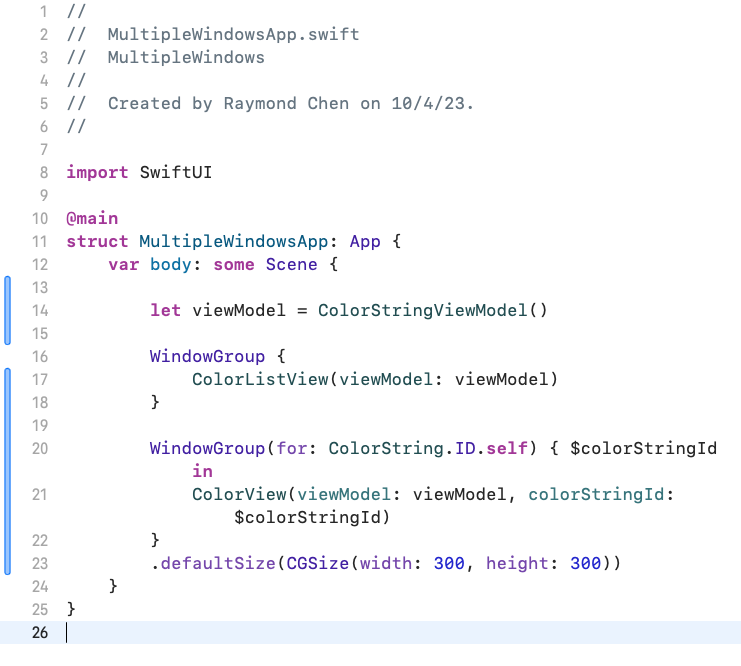 1 //
2 //  MultipleWindowsApp.swift
3 //  MultipleWindows
4 //
5 //  Created by Raymond Chen on 10/4/23.
6 //
7
8 import SwiftUI
9
10 @main
11 struct MultipleWindowsApp: App {
12     var body: some Scene {
13
14         let viewModel = ColorStringViewModel()
15
16         WindowGroup {
17             ColorListView(viewModel: viewModel)
18         }
19
20         WindowGroup(for: ColorString.ID.self) { $colorStringId
            in
21             ColorView(viewModel: viewModel, colorStringId:
                $colorStringId)
22         }
23         .defaultSize(CGSize(width: 300, height: 300))
24     }
25 }
26